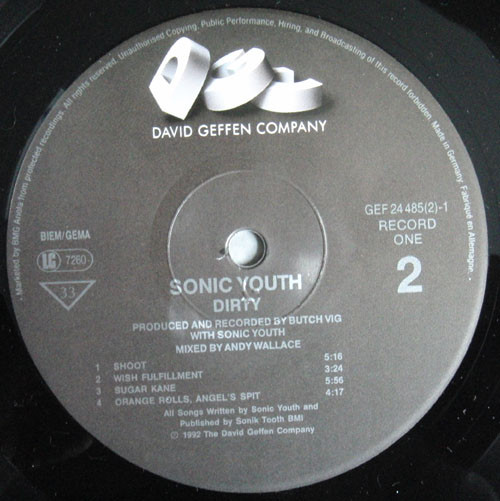 All rights reserved. Unauthorised Copying, Public Performance, Hiring, and Broadcasting of this record forbidden. Made in Germany. Fabriqué en Allemagne.
- Marketed by BMG Ariola from protected recordings.
DAVID GEFFEN COMPANY
BIEM/GEMA
LC 7260
33
GEF 24 485(2)-1
RECORD
ONE
2
SONIC YOUTH
DIRTY
PRODUCED AND RECORDED BY BUTCH VIG
WITH SONIC YOUTH
MIXED BY ANDY WALLACE
1 SHOOT 5:16
2 WISH FULFILLMENT 3:24
3 SUGAR KANE 5:56
4 ORANGE ROLLS, ANGEL'S SPIT 4:17
All Songs Written by Sonic Youth and
Published by Sonik Tooth BMI
℗ 1992 The David Geffen Company